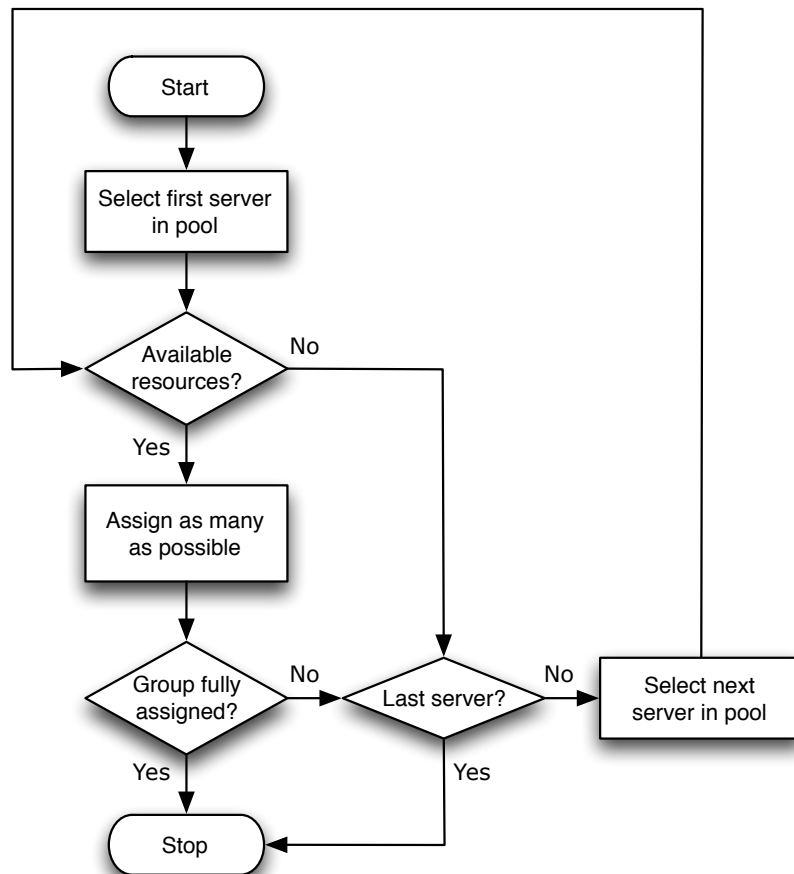 Start
Select first server
in pool
Available
resources?
No
Yes
Assign as many
as possible
Group fully
assigned?
No
Last server?
No
Select next
server in pool
Yes
Yes
Stop